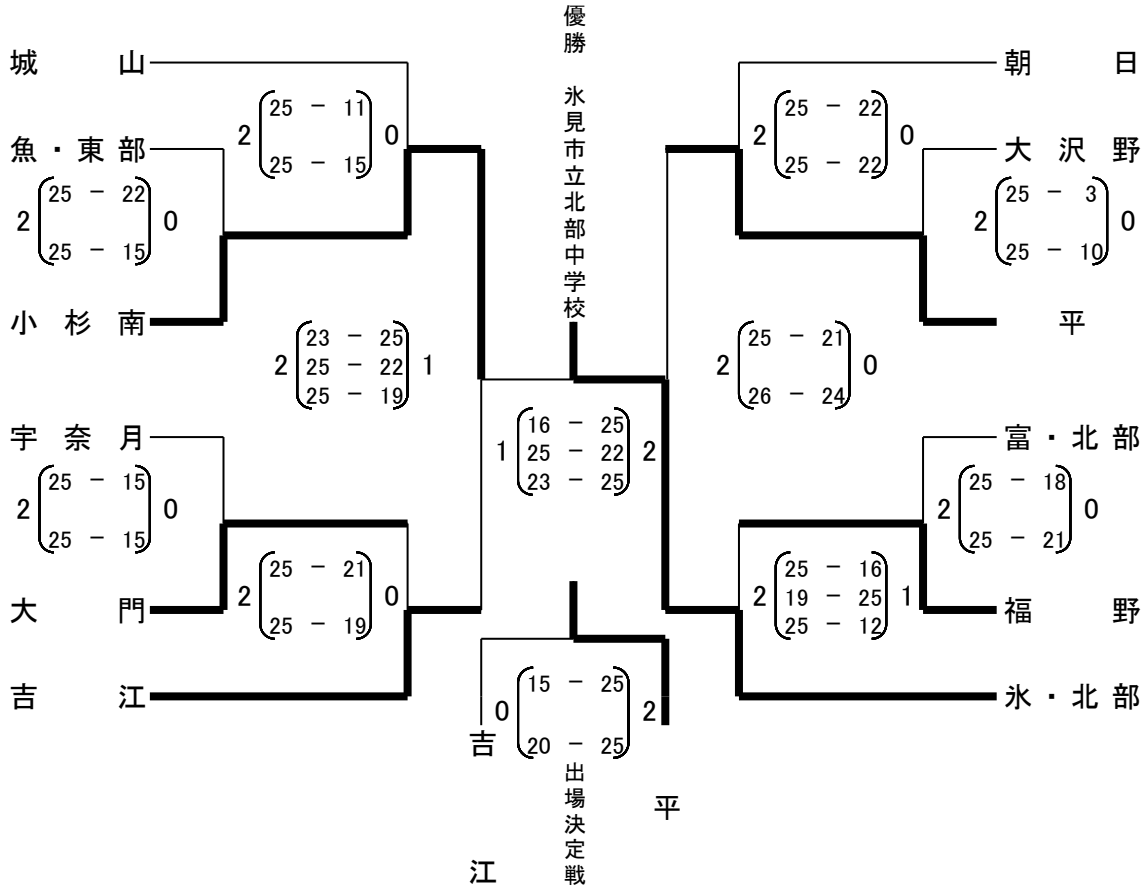 優勝 氷見市立北部中学校
城山
2 25 - 11 0
25 - 15
魚・東部
2 25 - 22 0
25 - 15
小杉南
2 23 - 25 1
25 - 22
25 - 19
宇奈月
2 25 - 15 0
25 - 15
大門
2 25 - 21 0
25 - 19
吉江
1 16 - 25 2
25 - 22
23 - 25
朝日
2 25 - 22 0
25 - 22
大沢野
2 25 - 3 0
25 - 10
平
2 25 - 21 0
26 - 24
富・北部
2 25 - 18 0
25 - 21
福野
2 25 - 16 1
19 - 25
25 - 12
氷・北部
0 15 - 25 2
20 - 25
吉江
平
出場決定戦